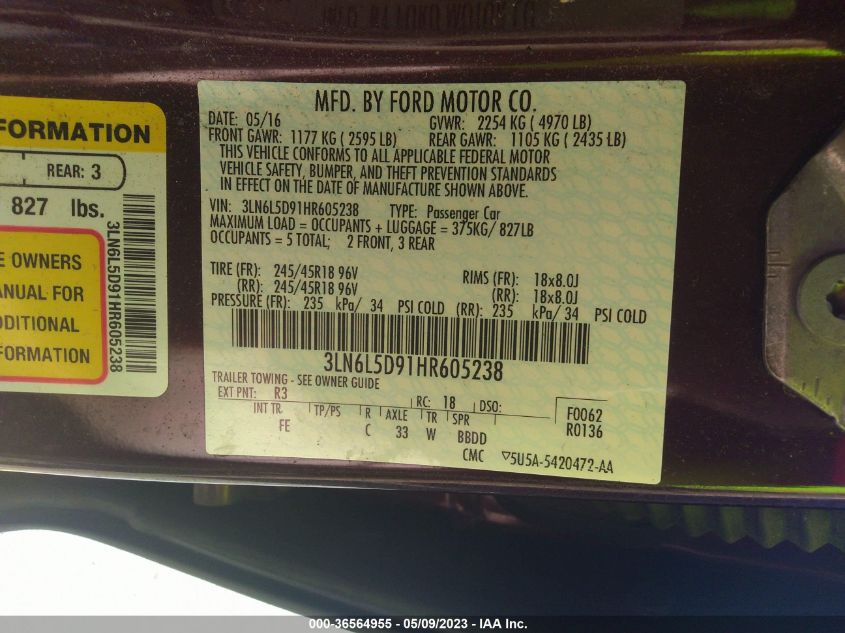 MFD. BY FORD MOTOR CO.
DATE: 05/16 GVWR: 2254 KG ( 4970 LB)
FRONT GAWR: 1177 KG ( 2595 LB) REAR GAWR: 1105 KG ( 2435 LB)
THIS VEHICLE CONFORMS TO ALL APPLICABLE FEDERAL MOTOR
VEHICLE SAFETY, BUMPER, AND THEFT PREVENTION STANDARDS
IN EFFECT ON THE DATE OF MANUFACTURE SHOWN ABOVE.
VIN: 3LN6L5D91HR605238 TYPE: Passenger Car
MAXIMUM LOAD = OCCUPANTS + LUGGAGE = 375KG/ 827LB
OCCUPANTS = 5 TOTAL; 2 FRONT, 3 REAR
TIRE (FR): 245/45R18 96V RIMS (FR): 18x8.0J
(RR): 245/45R18 96V (RR): 18x8.0J
PRESSURE (FR): 235 kPa/ 34 PSI COLD (RR): 235 kPa/ 34 PSI COLD
3LN6L5D91HR605238
TRAILER TOWING - SEE OWNER GUIDE
EXT PNT: R3 RC: 18 DSO:
INT TR TP/PS R AXLE TR SPR
FE C 33 W BBDD
F0062
R0136
CMC ▽5U5A-5420472-AA
FORMATION
REAR: 3
827 lbs.
E OWNERS
ANUAL FOR
DDITIONAL
FORMATION
3LN6L5D91HR605238
000-36564955 - 05/09/2023 - IAA Inc.